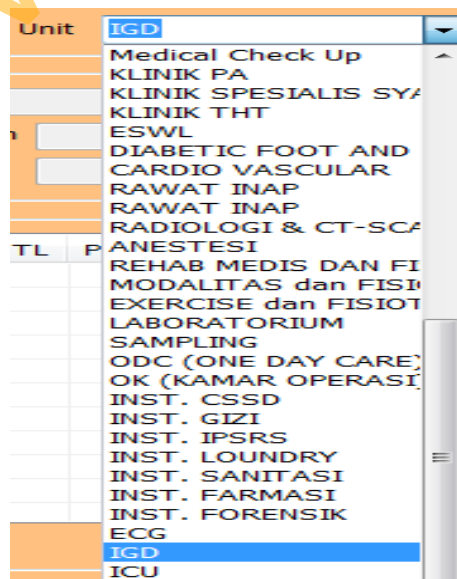 Unit IGD
Medical Check Up
KLINIK PA
KLINIK SPESIALIS SYA
KLINIK THT
ESWL
DIABETIC FOOT AND
CARDIO VASCULAR
RAWAT INAP
RAWAT INAP
RADIOLOGI & CT-SCA
TL P ANESTESI
REHAB MEDIS DAN FI
MODALITAS dan FISI
EXERCISE dan FISIOT
LABORATORIUM
SAMPLING
ODC (ONE DAY CARE)
OK (KAMAR OPERASI)
INST. CSSD
INST. GIZI
INST. IPSRS
INST. LOUNDRY
INST. SANITASI
INST. FARMASI
INST. FORENSIK
ECG
IGD
ICU